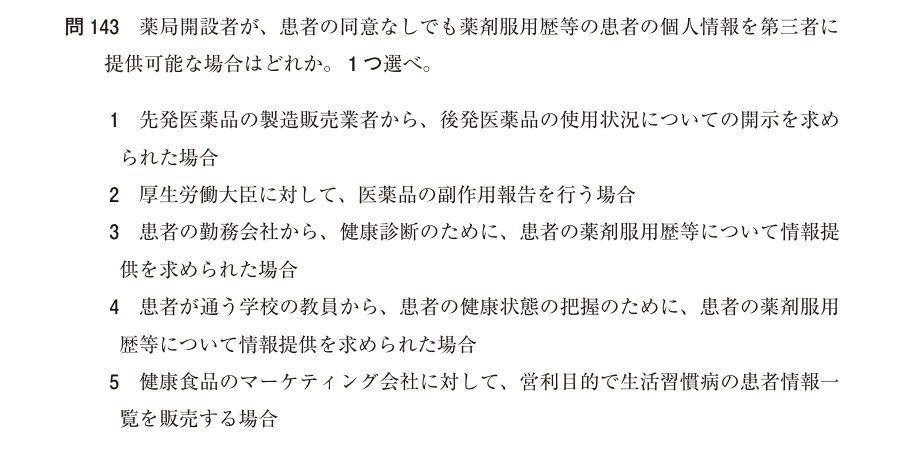 問 143　薬局開設者が、患者の同意なしでも薬剤服用歴等の患者の個人情報を第三者に
提供可能な場合はどれか。1つ選べ。
1　先発医薬品の製造販売業者から、後発医薬品の使用状況についての開示を求め
られた場合
2　厚生労働大臣に対して、医薬品の副作用報告を行う場合
3　患者の勤務会社から、健康診断のために、患者の薬剤服用歴等について情報提
供を求められた場合
4　患者が通う学校の教員から、患者の健康状態の把握のために、患者の薬剤服用
歴等について情報提供を求められた場合
5　健康食品のマーケティング会社に対して、営利目的で生活習慣病の患者情報一
覧を販売する場合